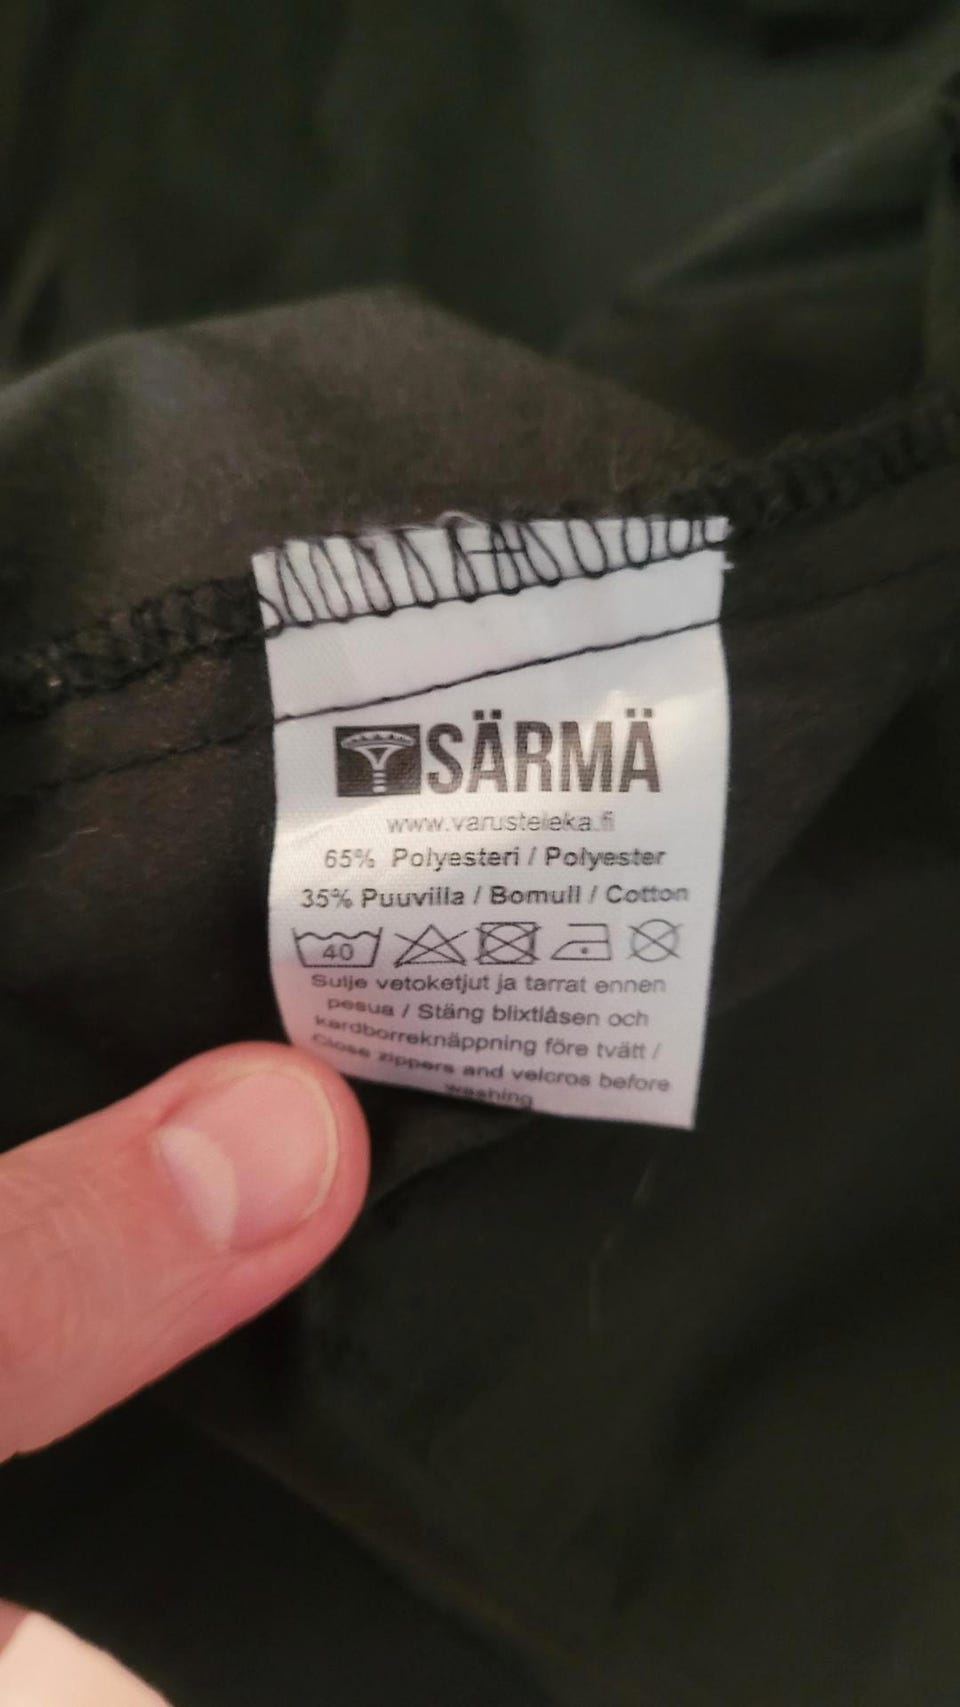 SÄRMÄ
www.varusteleka.fi
65% Polyesteri / Polyester
35% Puuvilla / Bomull / Cotton
40
Sulje vetoketjut ja tarrat ennen
pesua / Stäng blixtlåsen och
kardborreknäppning före tvätt /
Close zippers and velcros before
washing